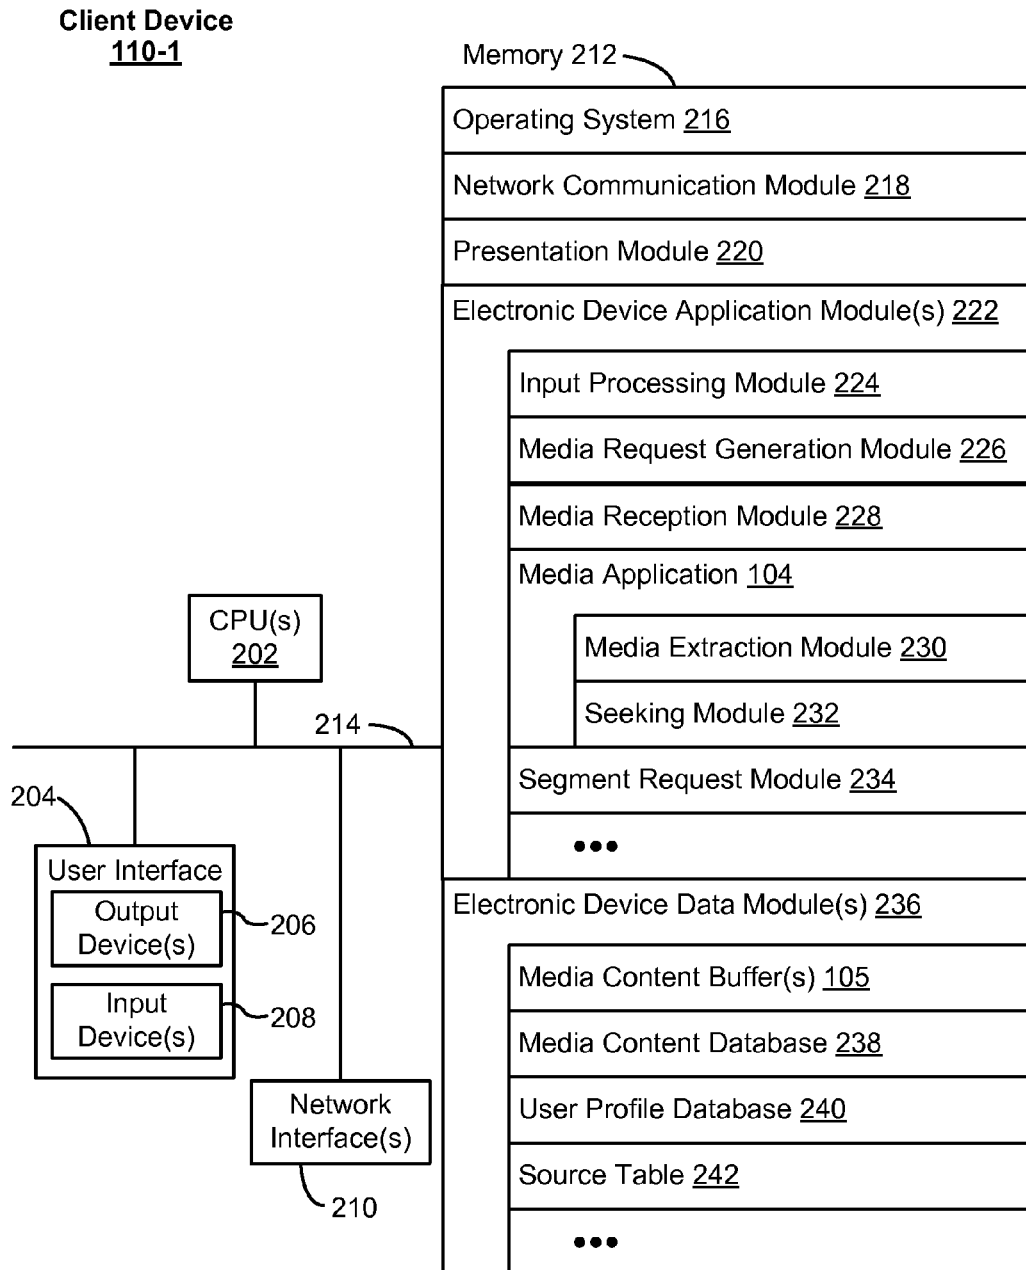 Client Device
110-1
Memory 212
Operating System 216
Network Communication Module 218
Presentation Module 220
Electronic Device Application Module(s) 222
Input Processing Module 224
Media Request Generation Module 226
Media Reception Module 228
Media Application 104
Media Extraction Module 230
Seeking Module 232
Segment Request Module 234
•••
CPU(s)
202
214
204
User Interface
Output
Device(s)
206
Input
Device(s)
208
Network
Interface(s)
210
Electronic Device Data Module(s) 236
Media Content Buffer(s) 105
Media Content Database 238
User Profile Database 240
Source Table 242
•••